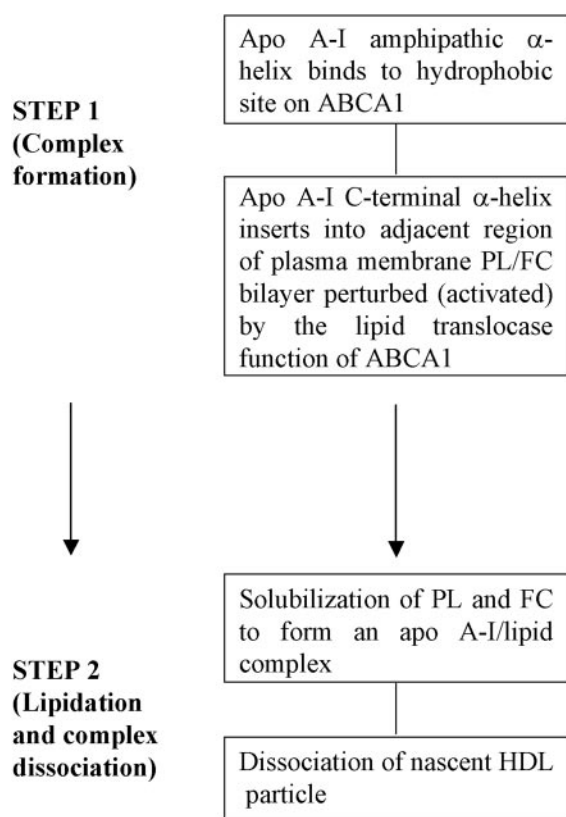 Apo A-I amphipathic α-
helix binds to hydrophobic
site on ABCA1
STEP 1
(Complex
formation)
Apo A-I C-terminal α-helix
inserts into adjacent region
of plasma membrane PL/FC
bilayer perturbed (activated)
by the lipid translocase
function of ABCA1
Solubilization of PL and FC
to form an apo A-I/lipid
complex
STEP 2
(Lipidation
and complex
dissociation)
Dissociation of nascent HDL
particle